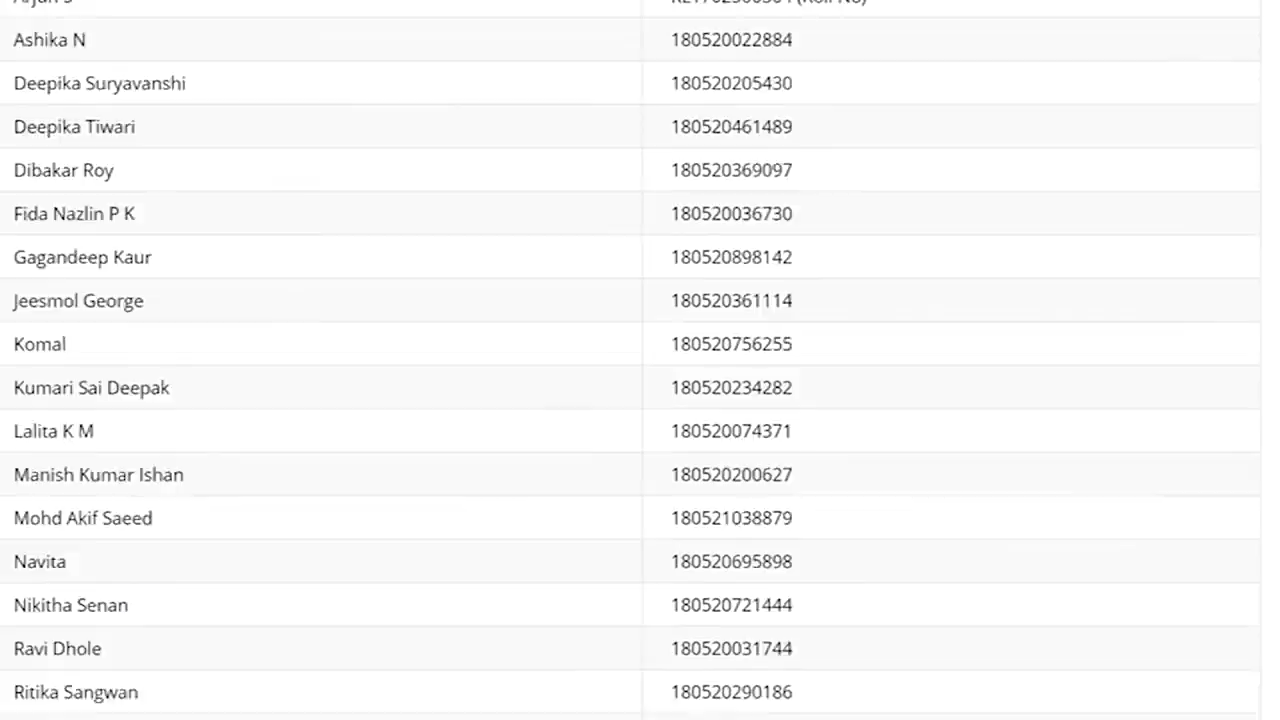 Ashika N 180520022884
Deepika Suryavanshi 180520205430
Deepika Tiwari 180520461489
Dibakar Roy 180520369097
Fida Nazlin P K 180520036730
Gagandeep Kaur 180520898142
Jeesmol George 180520361114
Komal 180520756255
Kumari Sai Deepak 180520234282
Lalita K M 180520074371
Manish Kumar Ishan 180520200627
Mohd Akif Saeed 180521038879
Navita 180520695898
Nikitha Senan 180520721444
Ravi Dhole 180520031744
Ritika Sangwan 180520290186